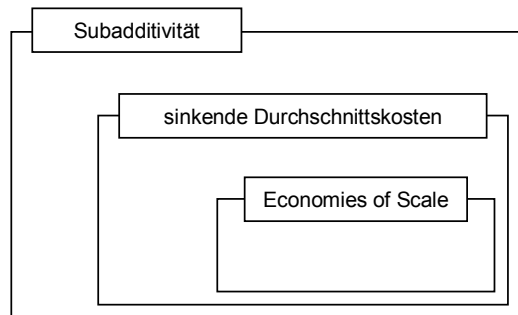 Subadditivität
sinkende Durchschnittskosten
Economies of Scale